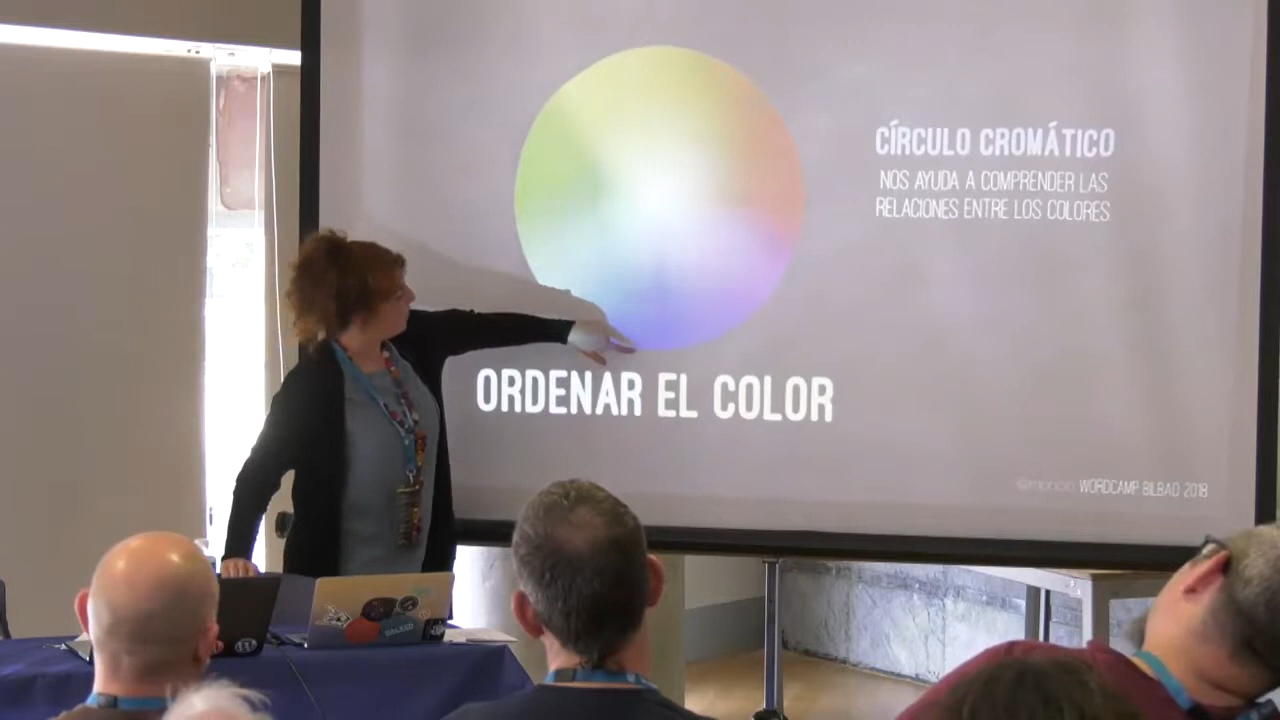 CÍRCULO CROMÁTICO
NOS AYUDA A COMPRENDER LAS
RELACIONES ENTRE LOS COLORES
ORDENAR EL COLOR
WORDCAMP BILBAO 2018